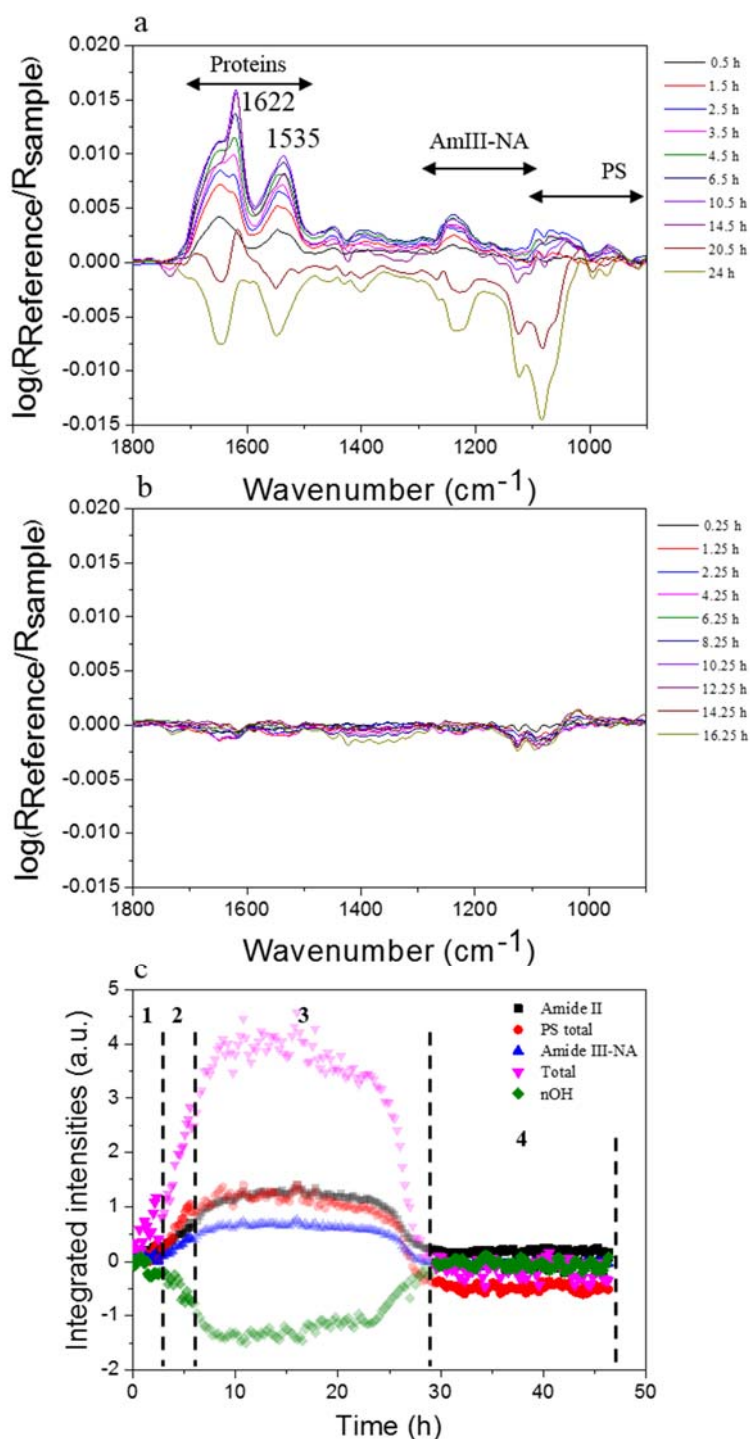 a
0.020
0.015
0.010
0.005
0.000
-0.005
-0.010
-0.015
log(RReference/Rsample)
Proteins
1622
1535
AmIII-NA
PS
0.5 h
1.5 h
2.5 h
3.5 h
4.5 h
6.5 h
10.5 h
14.5 h
20.5 h
24 h
1800 1600 1400 1200 1000
Wavenumber (cm-1)
b
0.020
0.015
0.010
0.005
0.000
-0.005
-0.010
-0.015
log(RReference/Rsample)
0.25 h
1.25 h
2.25 h
4.25 h
6.25 h
8.25 h
10.25 h
12.25 h
14.25 h
16.25 h
1800 1600 1400 1200 1000
Wavenumber (cm-1)
c
5
4
3
2
1
0
-1
-2
Integrated intensities (a.u.)
1 2 3
4
Amide II
PS total
Amide III-NA
Total
nOH
0 10 20 30 40 50
Time (h)